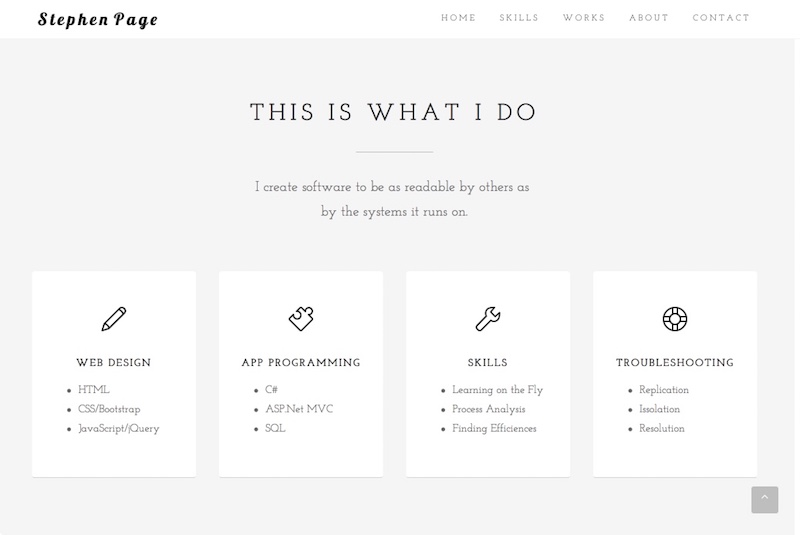 Stephen Page
HOME SKILLS WORKS ABOUT CONTACT
THIS IS WHAT I DO
I create software to be as readable by others as
by the systems it runs on.
WEB DESIGN
HTML
CSS/Bootstrap
JavaScript/jQuery
APP PROGRAMMING
C#
ASP.Net MVC
SQL
SKILLS
Learning on the Fly
Process Analysis
Finding Efficiences
TROUBLESHOOTING
Replication
Issolation
Resolution